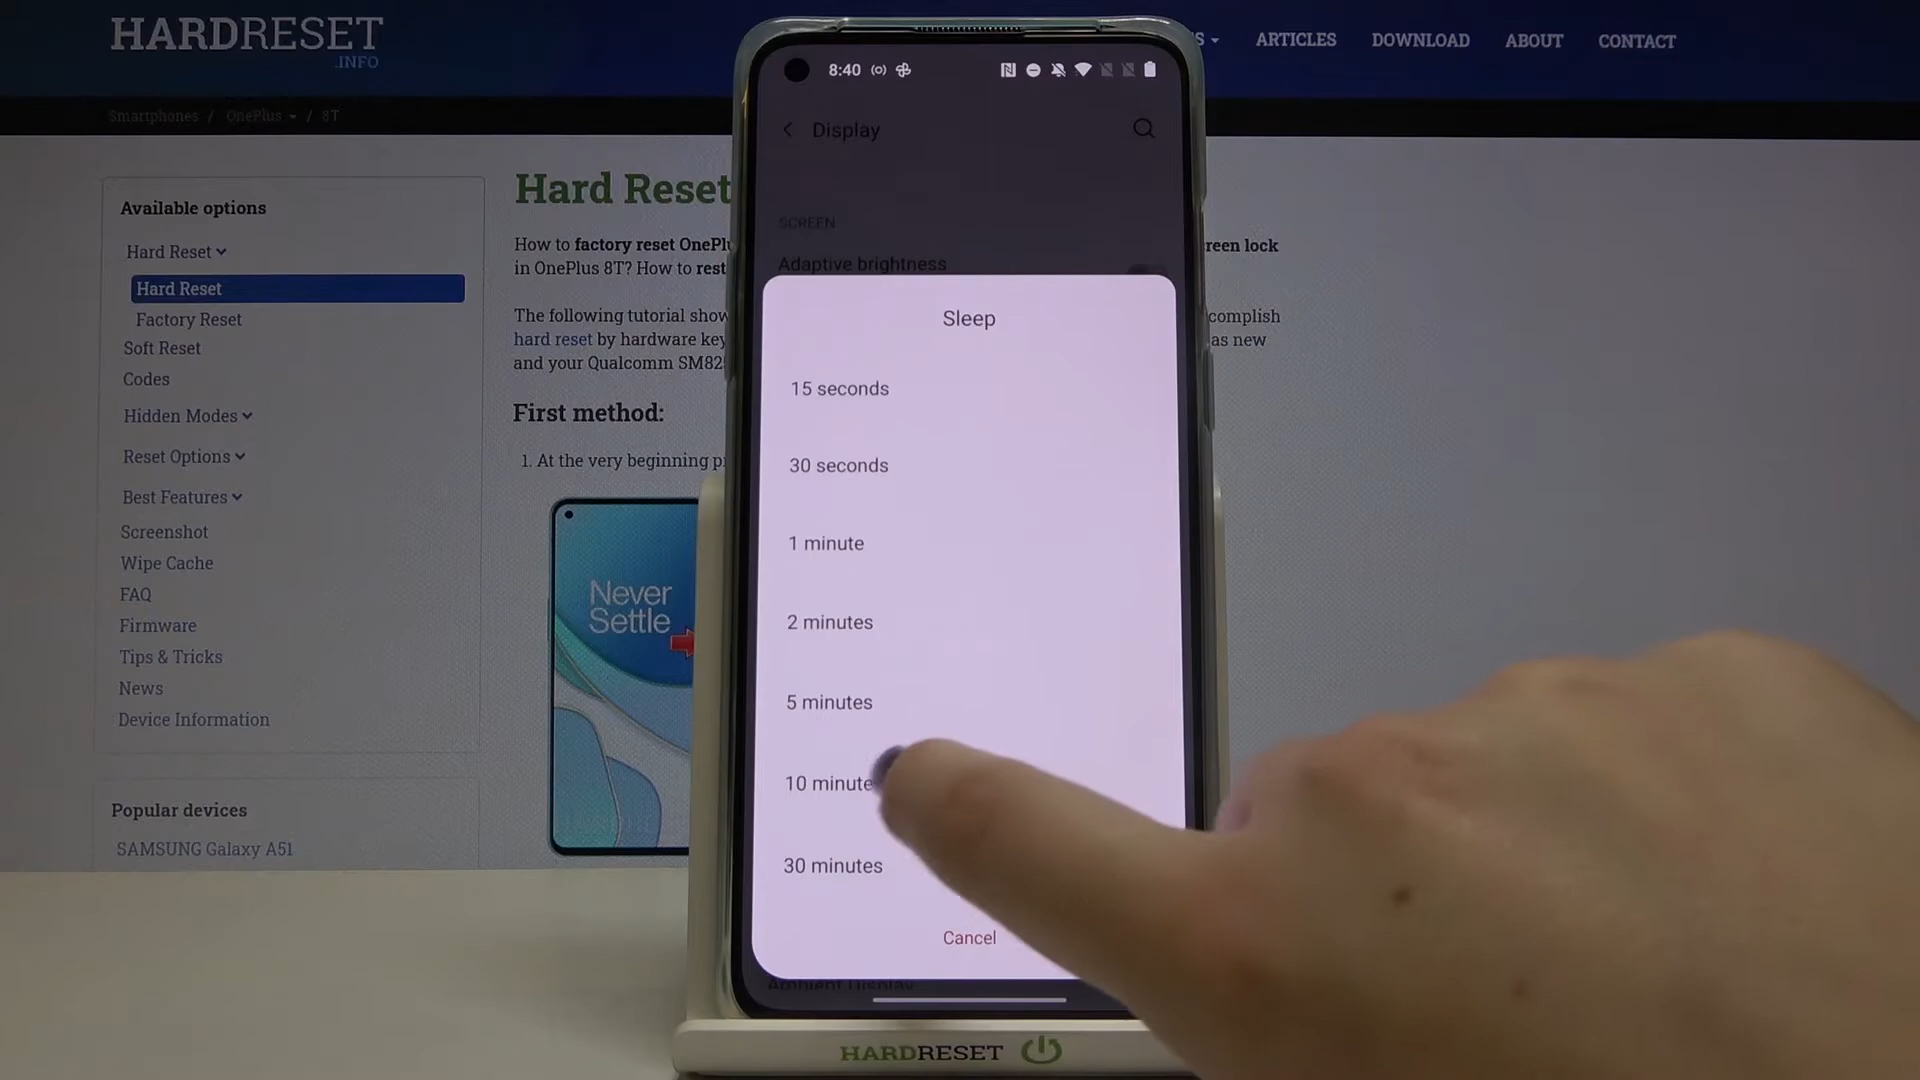 HARDRESET
.INFO
S
ARTICLES
DOWNLOAD
ABOUT
CONTACT
Smartphones / OnePlus / 8T
Available options
Hard Reset
Hard Reset
Factory Reset
Soft Reset
Codes
Hidden Modes
Reset Options
Best Features
Screenshot
Wipe Cache
FAQ
Firmware
Tips & Tricks
News
Device Information
Popular devices
SAMSUNG Galaxy A51
Hard Reset
How to factory reset OnePlu
reen lock
in OnePlus 8T? How to rest
The following tutorial show
complish
hard reset by hardware key
as new
and your Qualcomm SM82
First method:
1. At the very beginning p
Never
Settle
8:40
Display
SCREEN
Adaptive brightness
Sleep
15 seconds
30 seconds
1 minute
2 minutes
5 minutes
10 minute
30 minutes
Cancel
Ambient Display
HARDRESET